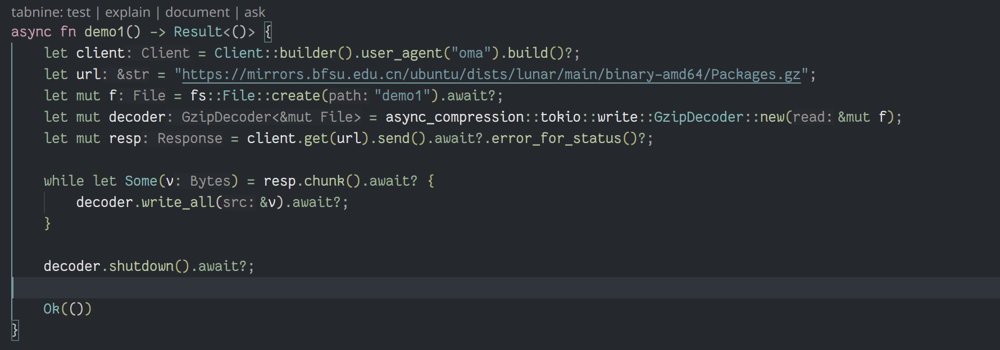 tabnine: test | explain | document | ask
async fn demo1() -> Result<()> {
    let client: Client = Client::builder().user_agent("oma").build()?;
    let url: &str = "https://mirrors.bfsu.edu.cn/ubuntu/dists/lunar/main/binary-amd64/Packages.gz";
    let mut f: File = fs::File::create(path: "demo1").await?;
    let mut decoder: GzipDecoder<&mut File> = async_compression::tokio::write::GzipDecoder::new(read: &mut f);
    let mut resp: Response = client.get(url).send().await?.error_for_status()?;

    while let Some(v: Bytes) = resp.chunk().await? {
        decoder.write_all(src: &v).await?;
    }

    decoder.shutdown().await?;

    Ok(())
}